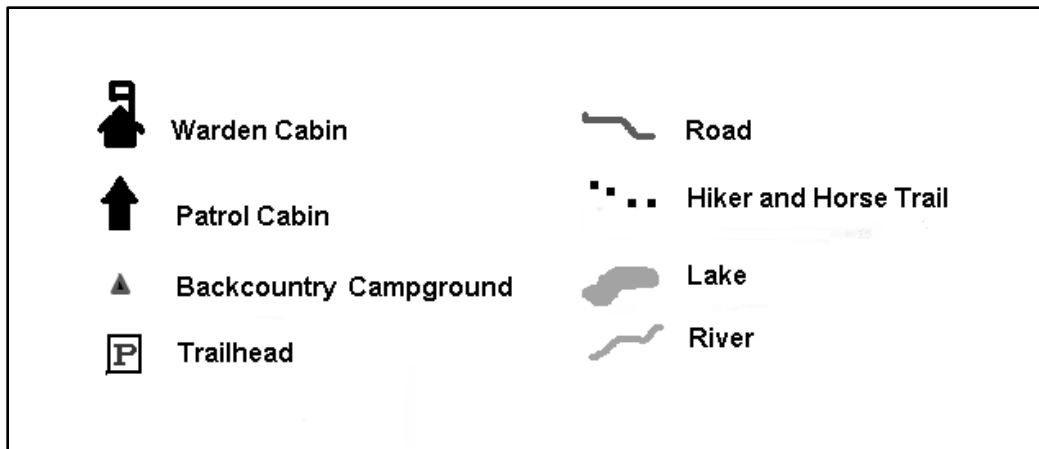 Warden Cabin
Patrol Cabin
Backcountry Campground
P
Trailhead
Road
Hiker and Horse Trail
Lake
River